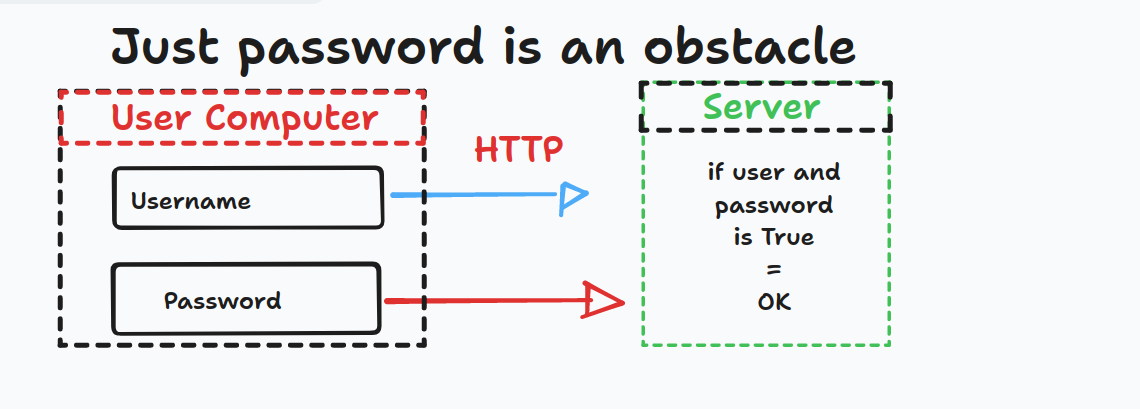 Just password is an obstacle
User Computer
Server
HTTP
Username
Password
if user and
password
is True
=
OK